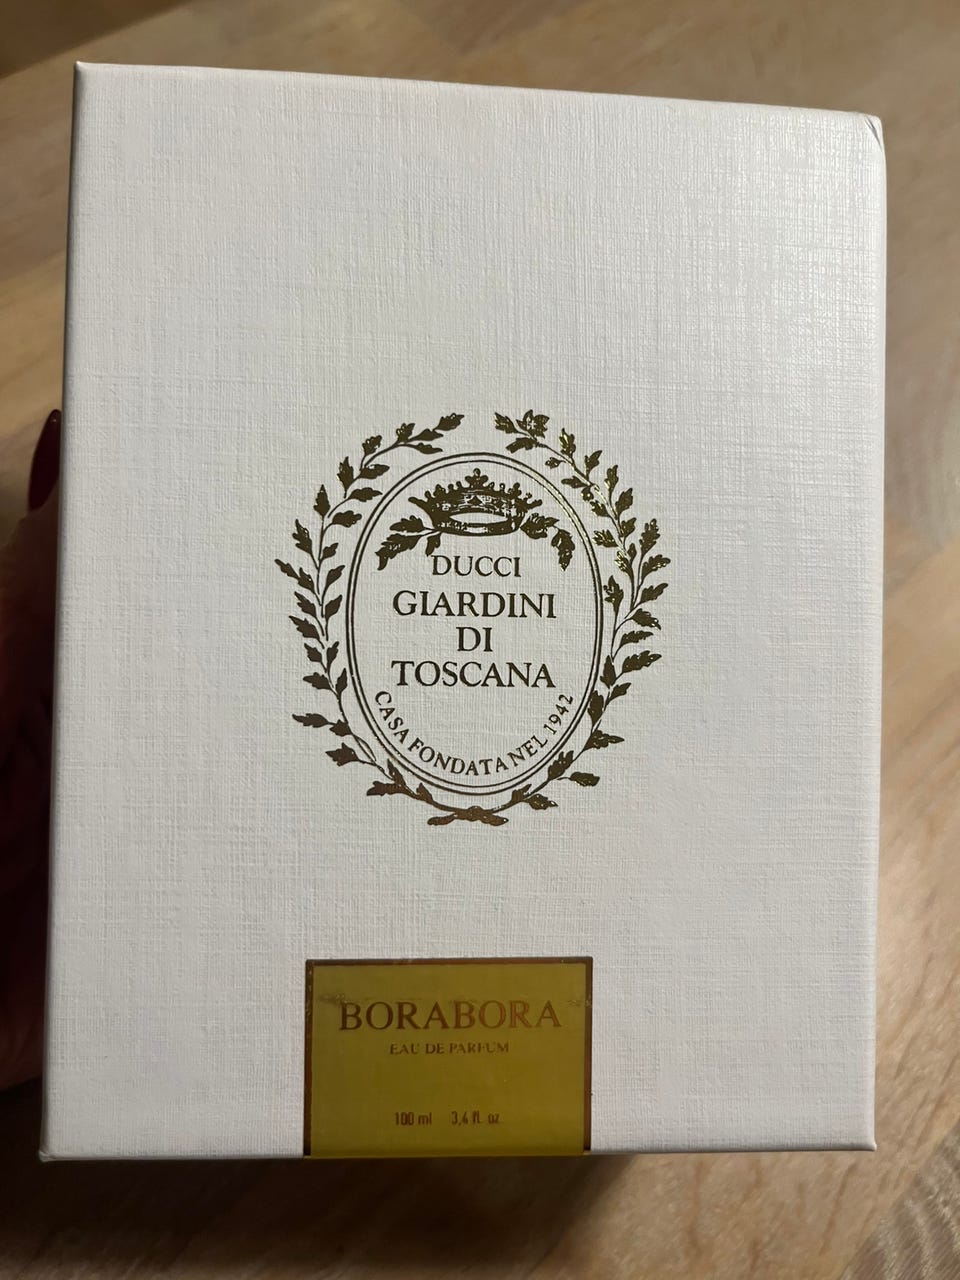 DUCCI
GIARDINI
DI
TOSCANA
CASA FONDATA NEL 1942
BORABORA
EAU DE PARFUM
100 ml 3,4 fl. oz.